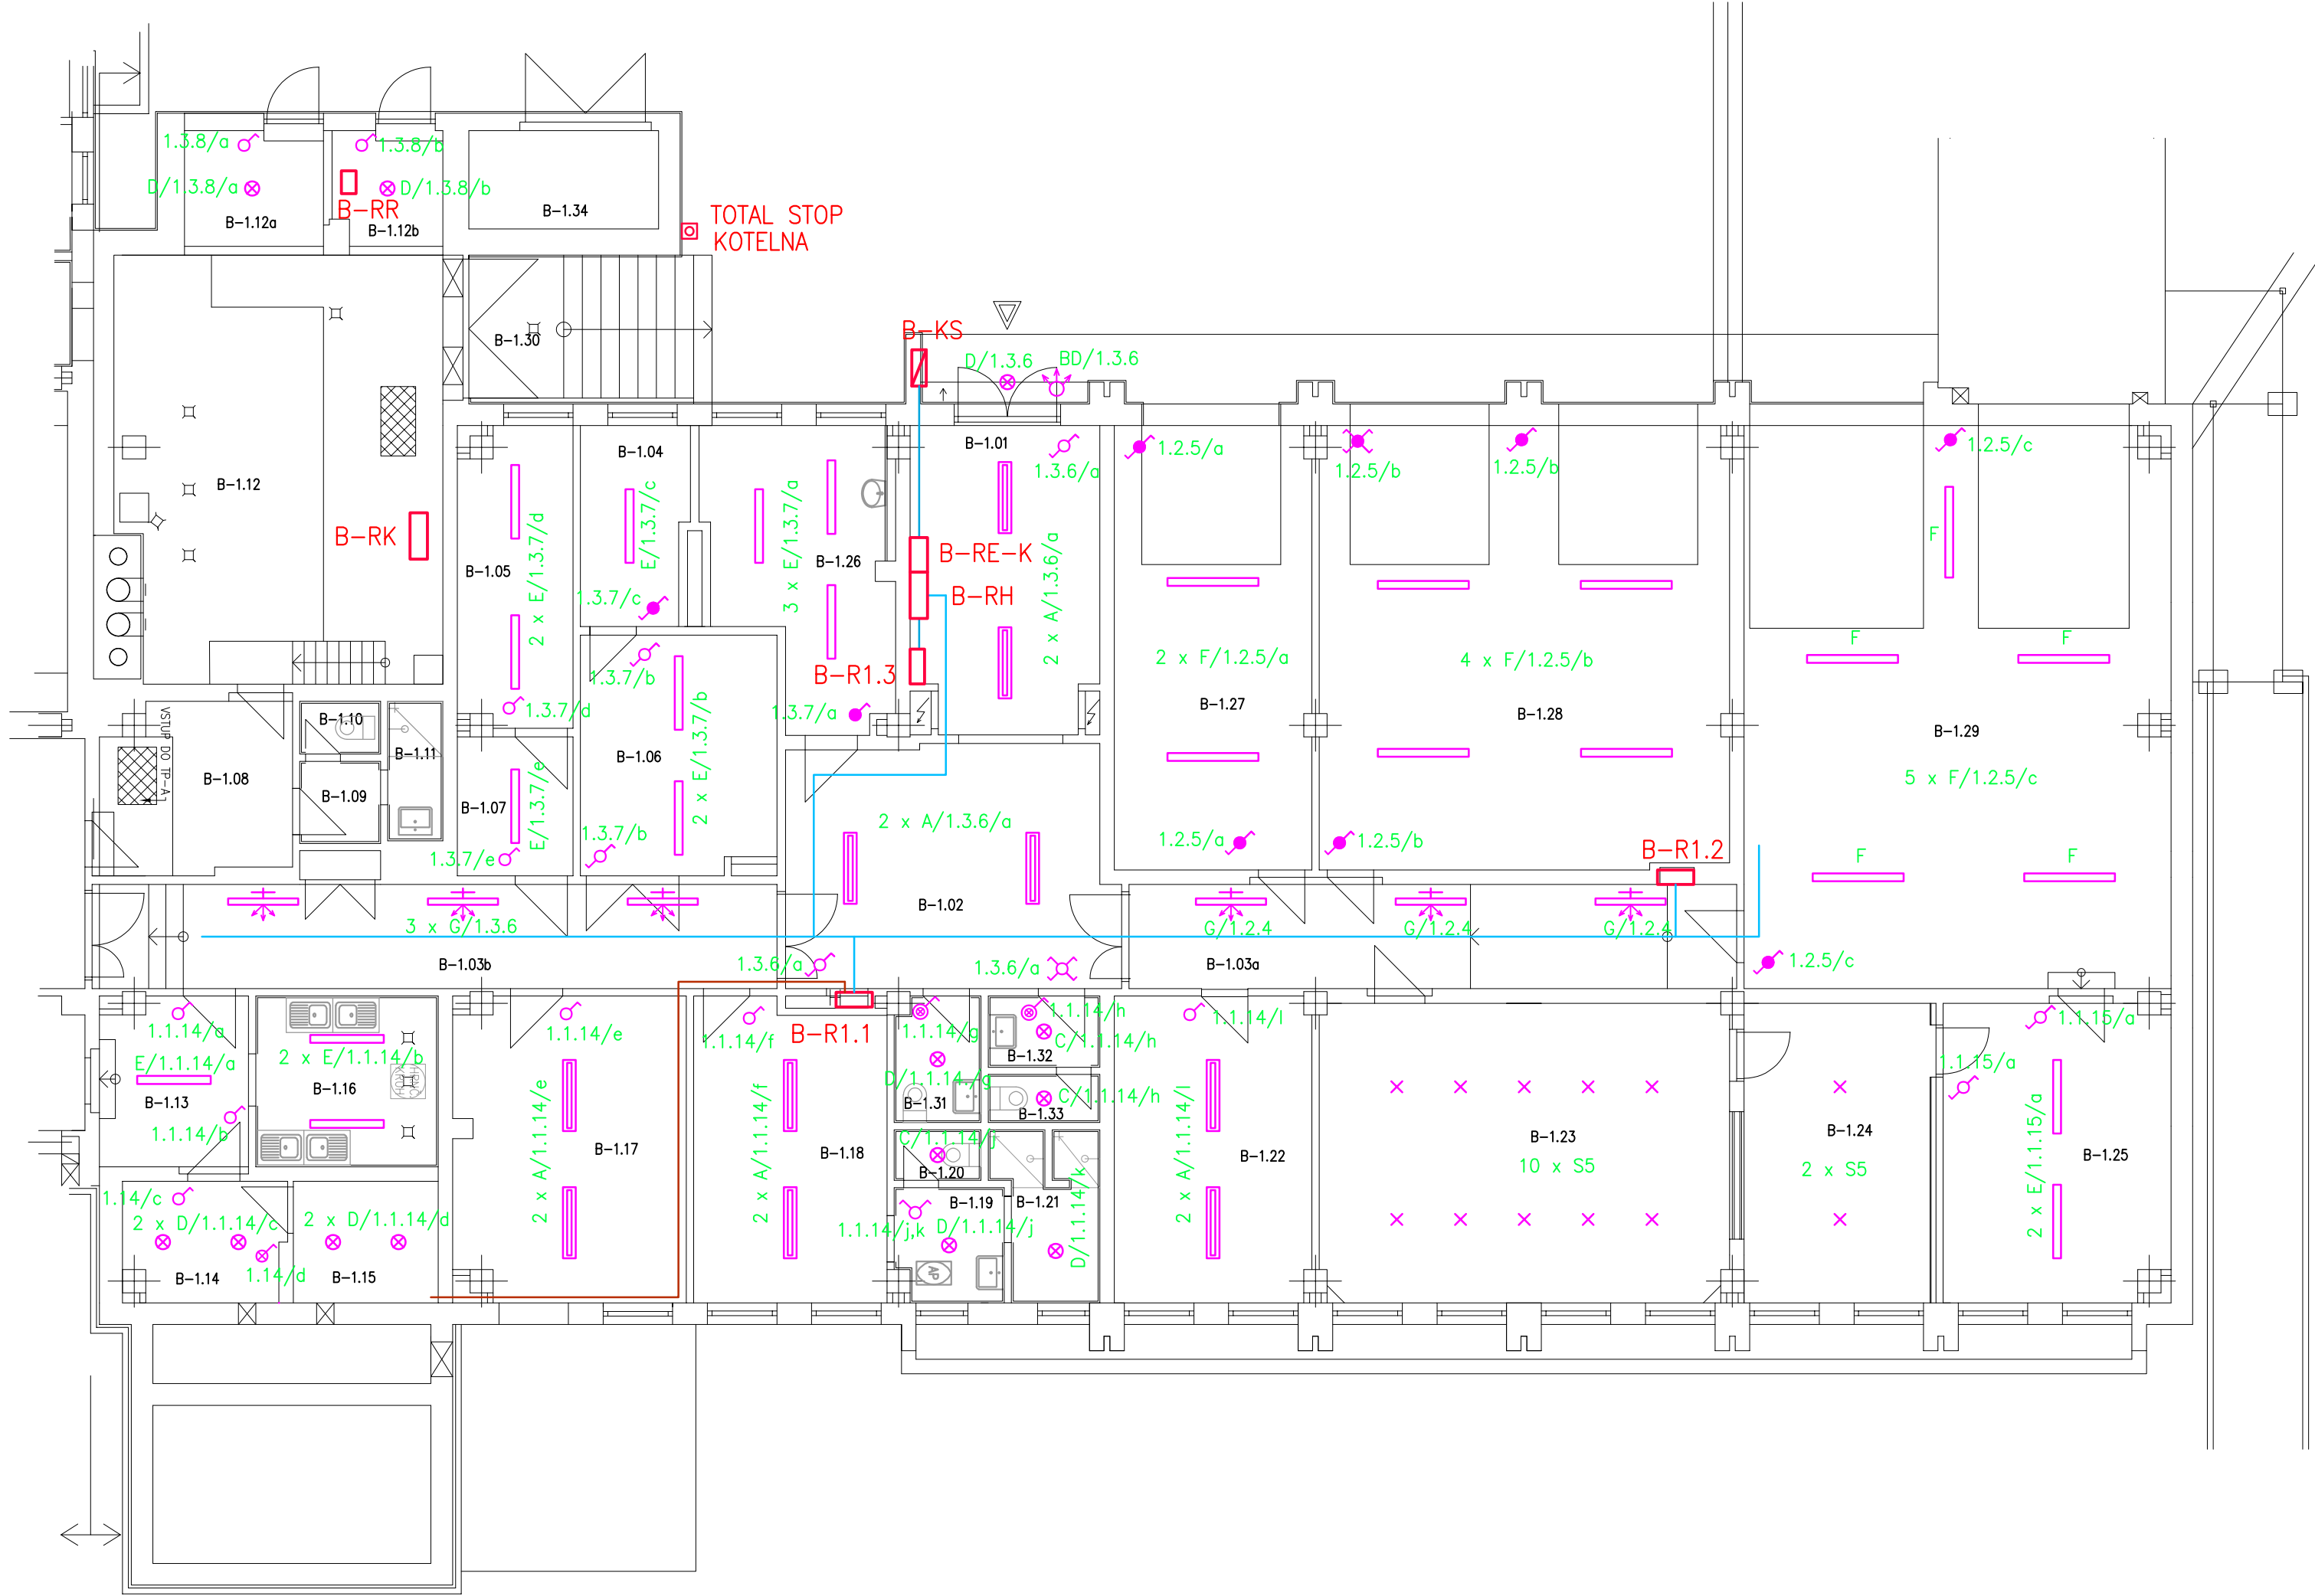 1.3.8/a
1.3.8/b
D/1.3.8/a
D/1.3.8/b
B-RR
B-1.12a
B-1.12b
B-1.34
TOTAL STOP
KOTELNA
B-1.30
B-KS
D/1.3.6
BD/1.3.6
B-1.12
B-RK
B-1.05
2 x E/1.3.7/d
B-1.04
E/1.3.7/c
1.3.7/c
3 x E/1.3.7/a
B-1.26
B-1.01
1.3.6/a
B-RE-K
B-RH
2 x A/1.3.6/a
B-R1.3
1.2.5/a
1.2.5/b
1.2.5/b
1.2.5/c
F
F
F
2 x F/1.2.5/a
B-1.27
4 x F/1.2.5/b
B-1.28
B-1.29
5 x F/1.2.5/c
1.3.7/b
1.3.7/d
1.3.7/a
VSTUP DO TP-A1
B-1.10
B-1.11
B-1.08
B-1.09
B-1.07
E/1.3.7/e
1.3.7/e
B-1.06
2 x E/1.3.7/b
1.3.7/b
2 x A/1.3.6/a
1.2.5/a
1.2.5/b
B-R1.2
F
F
B-1.02
3 x G/1.3.6
G/1.2.4
G/1.2.4
G/1.2.4
B-1.03b
1.3.6/a
1.3.6/a
B-1.03a
1.2.5/c
1.1.14/a
E/1.1.14/a
B-1.13
1.1.14/b
2 x E/1.1.14/b
B-1.16
1.1.14/e
2 x A/1.1.14/e
B-1.17
1.1.14/f
B-R1.1
2 x A/1.1.14/f
B-1.18
1.1.14/g
D/1.1.14./g
B-1.31
1.1.14/h
C/1.1.14/h
B-1.32
C/1.1.14/h
B-1.33
C/1.1.14/j
B-1.20
B-1.19
B-1.21
1.1.14/j,k
D/1.1.14/j
D/1.1.14/k
AP
1.1.14/l
2 x A/1.1.14/l
B-1.22
B-1.23
10 x S5
B-1.24
2 x S5
1.1.15/a
1.1.15/a
2 x E/1.1.15/a
B-1.25
1.14/c
2 x D/1.1.14/c
2 x D/1.1.14/d
1.14/d
B-1.14
B-1.15